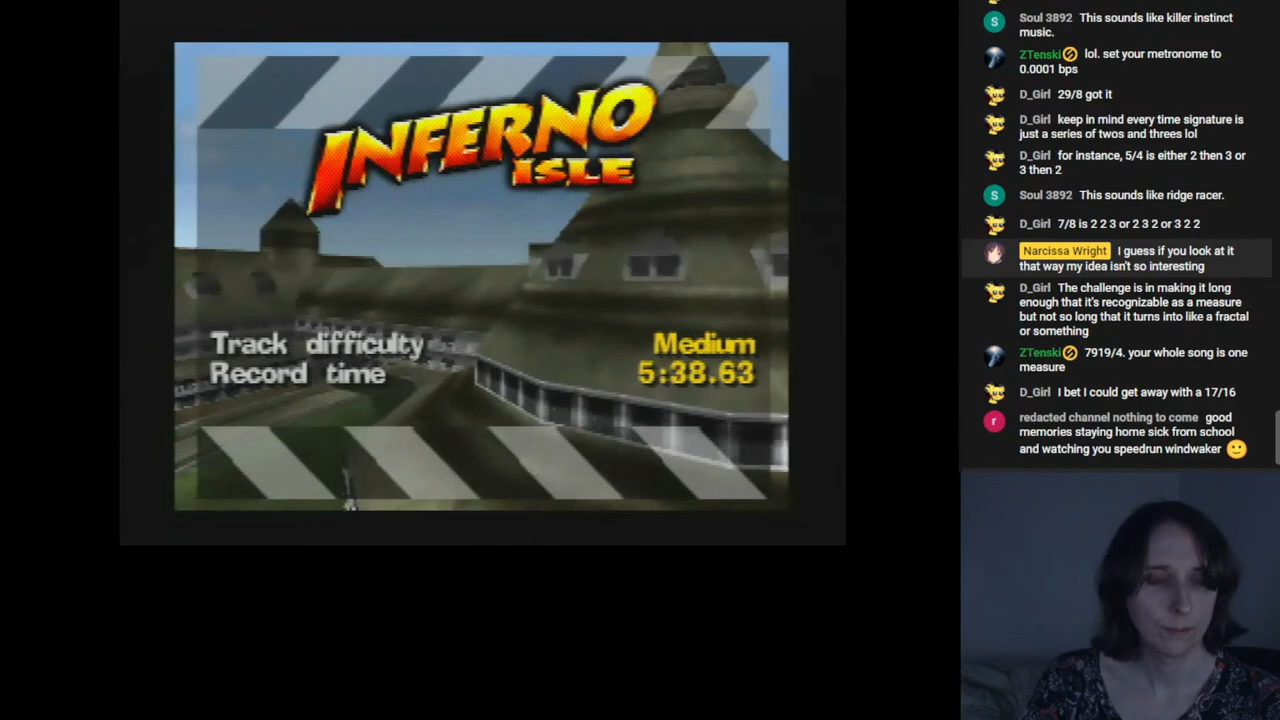 INFERNO
ISLE
Track difficulty Medium
Record time 5:38.63
S Soul 3892 This sounds like killer instinct
music.
ZTenski lol. set your metronome to
0.0001 bps
D_Girl 29/8 got it
D_Girl keep in mind every time signature is
just a series of twos and threes lol
D_Girl for instance, 5/4 is either 2 then 3 or
3 then 2
S Soul 3892 This sounds like ridge racer.
D_Girl 7/8 is 2 2 3 or 2 3 2 or 3 2 2
Narcissa Wright I guess if you look at it
that way my idea isn't so interesting
D_Girl The challenge is in making it long
enough that it's recognizable as a measure
but not so long that it turns into like a fractal
or something
ZTenski 7919/4. your whole song is one
measure
D_Girl I bet I could get away with a 17/16
r redacted channel nothing to come good
memories staying home sick from school
and watching you speedrun windwaker